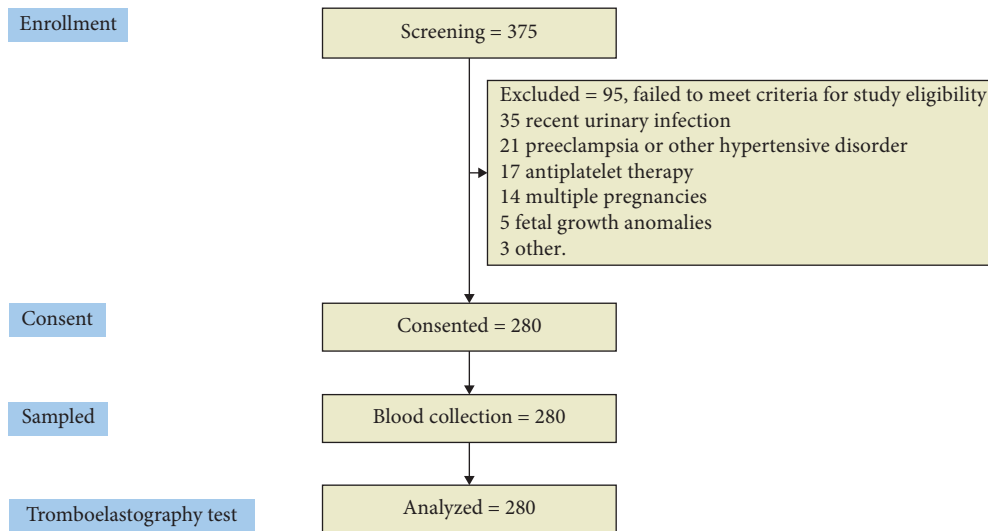 Enrollment
Screening = 375
Excluded = 95, failed to meet criteria for study eligibility
35 recent urinary infection
21 preeclampsia or other hypertensive disorder
17 antiplatelet therapy
14 multiple pregnancies
5 fetal growth anomalies
3 other.
Consent
Consented = 280
Sampled
Blood collection = 280
Tromboelastography test
Analyzed = 280